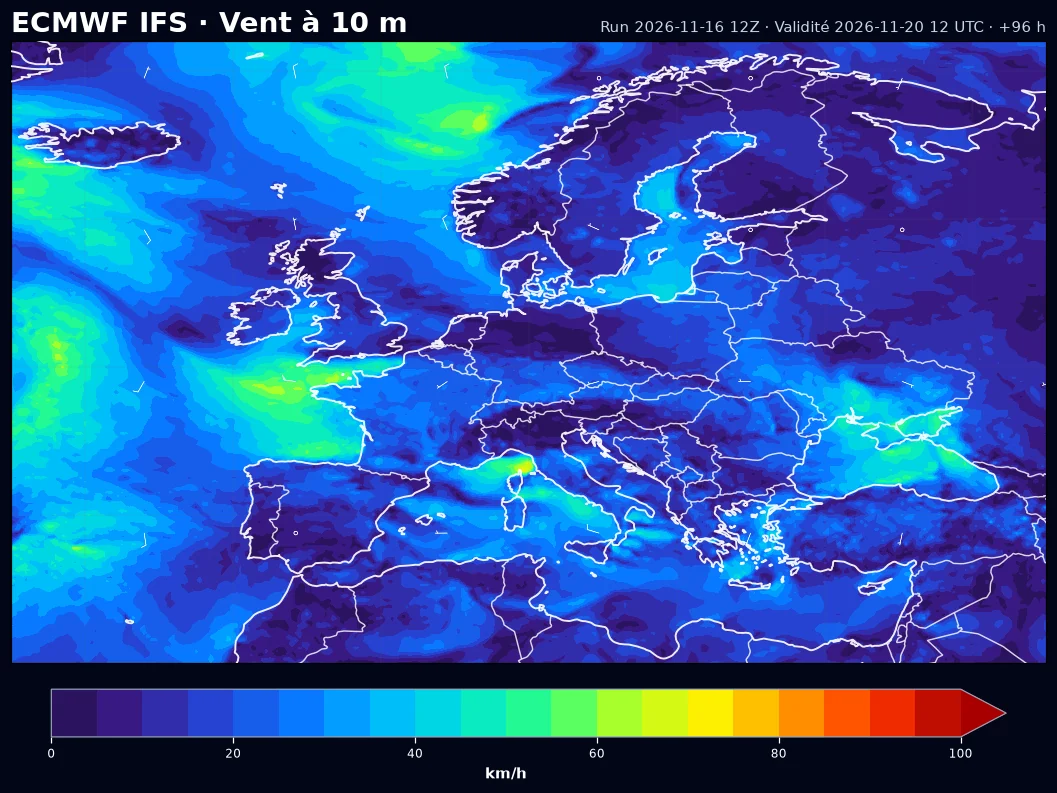 ECMWF IFS · Vent à 10 m
Run 2026-11-16 12Z · Validité 2026-11-20 12 UTC · +96 h
0 20 40 60 80 100
km/h